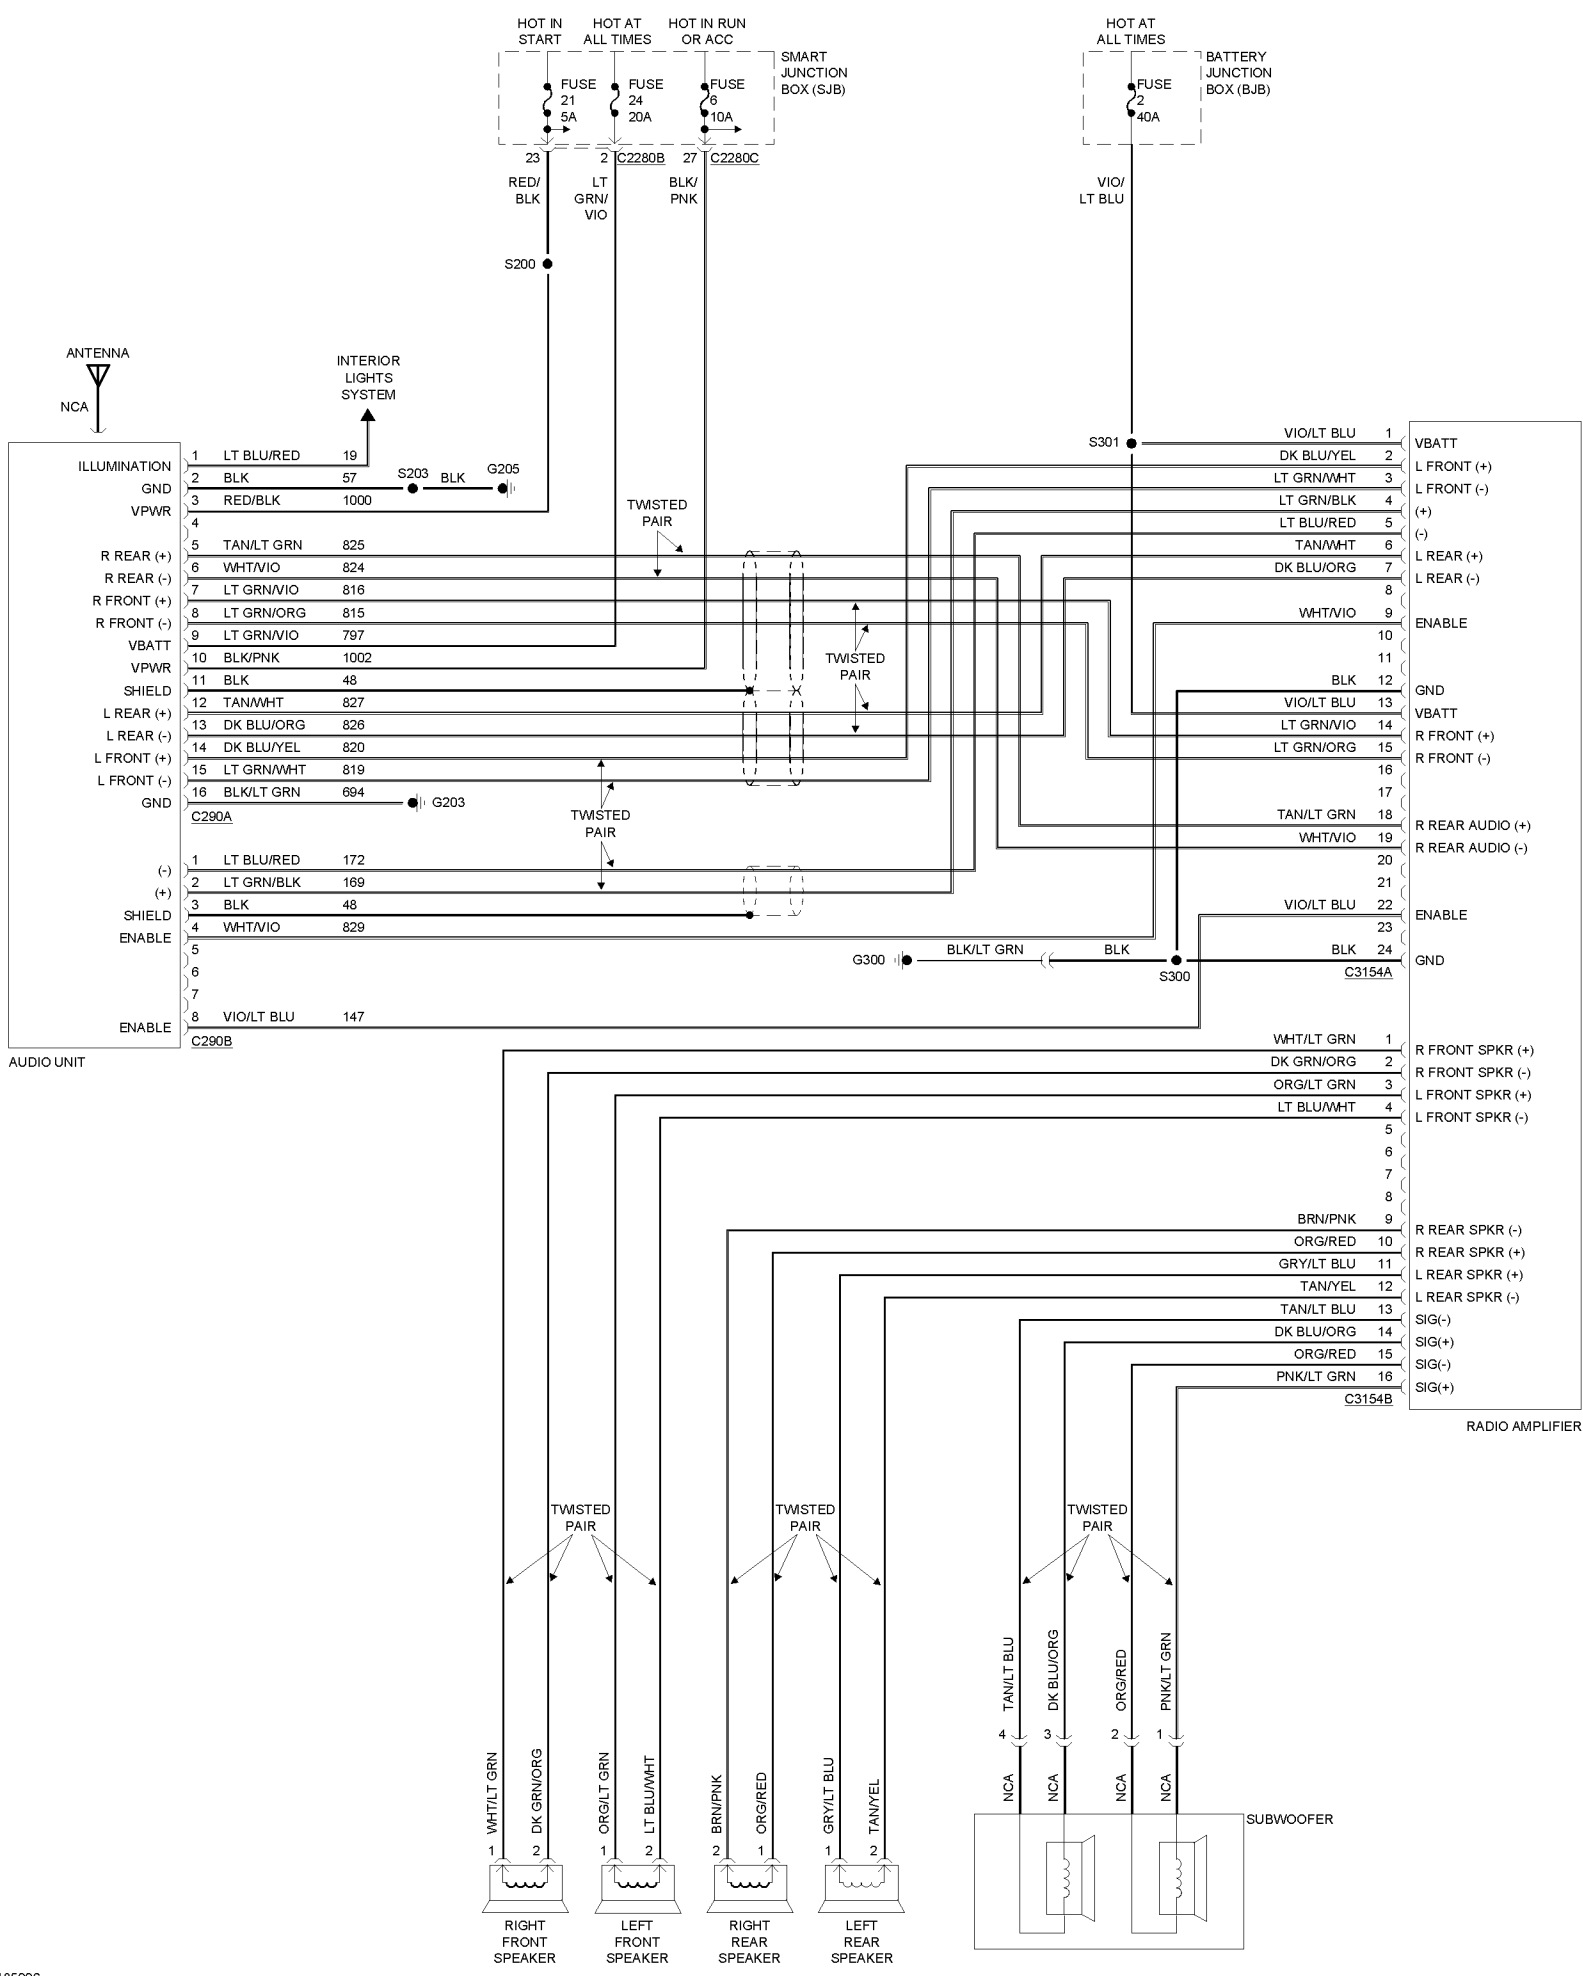 HOT IN
START
HOT AT
ALL TIMES
HOT IN RUN
OR ACC
HOT AT
ALL TIMES
SMART
JUNCTION
BOX (SJB)
FUSE
21
5A
FUSE
24
20A
FUSE
6
10A
BATTERY
JUNCTION
BOX (BJB)
FUSE
2
40A
23
2 C2280B
27 C2280C
RED/
BLK
LT
GRN/
VIO
BLK/
PNK
VIO/
LT BLU
S200
ANTENNA
NCA
INTERIOR
LIGHTS
SYSTEM
ILLUMINATION 1 LT BLU/RED 19
GND 2 BLK 57 S203 BLK G205
VPWR 3 RED/BLK 1000
4
R REAR (+) 5 TAN/LT GRN 825
R REAR (-) 6 WHT/VIO 824
R FRONT (+) 7 LT GRN/VIO 816
R FRONT (-) 8 LT GRN/ORG 815
VBATT 9 LT GRN/VIO 797
VPWR 10 BLK/PNK 1002
SHIELD 11 BLK 48
L REAR (+) 12 TAN/WHT 827
L REAR (-) 13 DK BLU/ORG 826
L FRONT (+) 14 DK BLU/YEL 820
L FRONT (-) 15 LT GRN/WHT 819
GND 16 BLK/LT GRN 694 G203
C290A
(-) 1 LT BLU/RED 172
(+) 2 LT GRN/BLK 169
SHIELD 3 BLK 48
ENABLE 4 WHT/VIO 829
5
6
7
ENABLE 8 VIO/LT BLU 147
C290B
AUDIO UNIT
TWISTED
PAIR
TWISTED
PAIR
TWISTED
PAIR
S301
VIO/LT BLU 1 VBATT
DK BLU/YEL 2 L FRONT (+)
LT GRN/WHT 3 L FRONT (-)
LT GRN/BLK 4 (+)
LT BLU/RED 5 (-)
TAN/WHT 6 L REAR (+)
DK BLU/ORG 7 L REAR (-)
8
WHT/VIO 9 ENABLE
10
11
BLK 12 GND
VIO/LT BLU 13 VBATT
LT GRN/VIO 14 R FRONT (+)
LT GRN/ORG 15 R FRONT (-)
16
17
TAN/LT GRN 18 R REAR AUDIO (+)
WHT/VIO 19 R REAR AUDIO (-)
20
21
VIO/LT BLU 22 ENABLE
23
G300 BLK/LT GRN BLK S300 BLK 24 GND
C3154A
WHT/LT GRN 1 R FRONT SPKR (+)
DK GRN/ORG 2 R FRONT SPKR (-)
ORG/LT GRN 3 L FRONT SPKR (+)
LT BLU/WHT 4 L FRONT SPKR (-)
5
6
7
8
BRN/PNK 9 R REAR SPKR (-)
ORG/RED 10 R REAR SPKR (+)
GRY/LT BLU 11 L REAR SPKR (+)
TAN/YEL 12 L REAR SPKR (-)
TAN/LT BLU 13 SIG(-)
DK BLU/ORG 14 SIG(+)
ORG/RED 15 SIG(-)
PNK/LT GRN 16 SIG(+)
C3154B
RADIO AMPLIFIER
TWISTED
PAIR
TWISTED
PAIR
TWISTED
PAIR
TAN/LT BLU
DK BLU/ORG
ORG/RED
PNK/LT GRN
4 3 2 1
NCA NCA NCA NCA
SUBWOOFER
WHT/LT GRN
DK GRN/ORG
ORG/LT GRN
LT BLU/WHT
BRN/PNK
ORG/RED
GRY/LT BLU
TAN/YEL
1 2 1 2 2 1 1 2
RIGHT
FRONT
SPEAKER
LEFT
FRONT
SPEAKER
RIGHT
REAR
SPEAKER
LEFT
REAR
SPEAKER